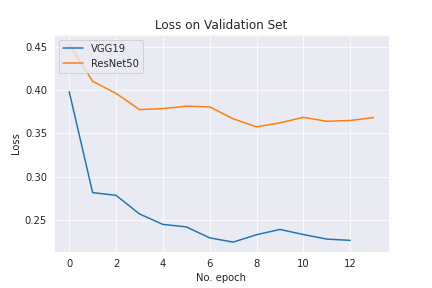 Loss on Validation Set
VGG19
ResNet50
0.45
0.40
0.35
0.30
0.25
Loss
0 2 4 6 8 10 12
No. epoch